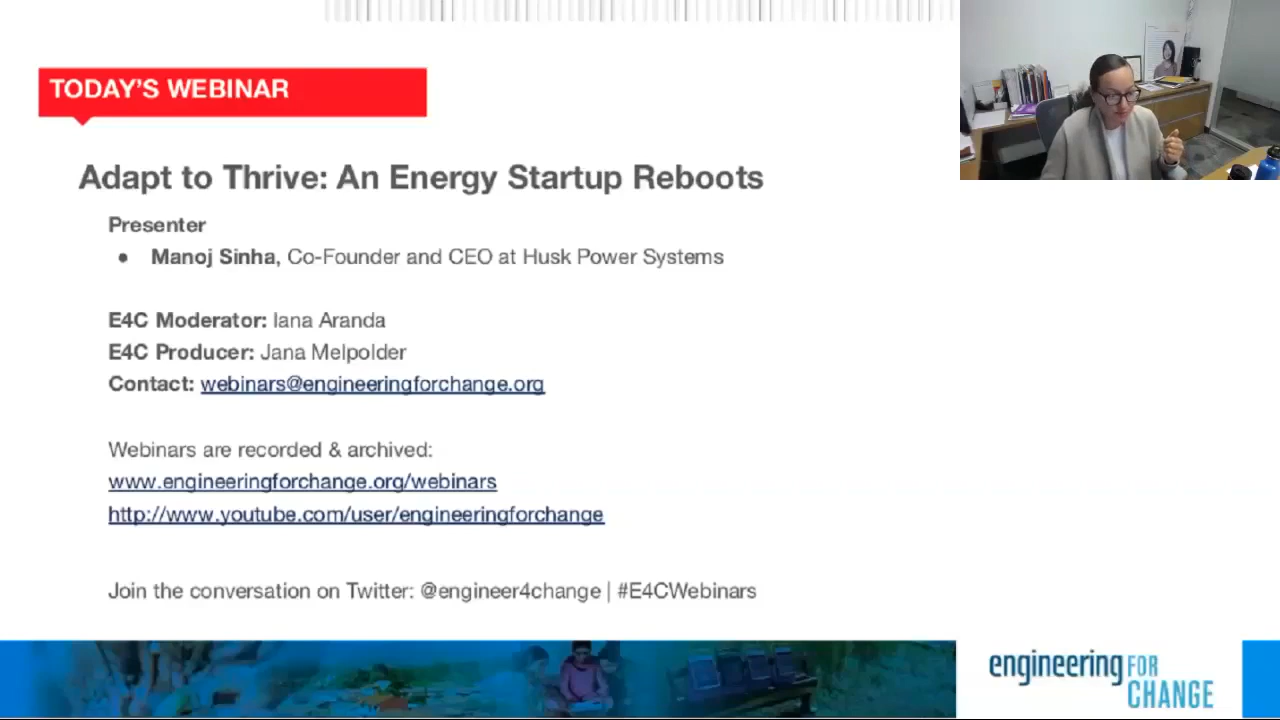 TODAY'S WEBINAR
Adapt to Thrive: An Energy Startup Reboots
Presenter
● Manoj Sinha, Co-Founder and CEO at Husk Power Systems
E4C Moderator: Iana Aranda
E4C Producer: Jana Melpolder
Contact: webinars@engineeringforchange.org
Webinars are recorded & archived:
www.engineeringforchange.org/webinars
http://www.youtube.com/user/engineeringforchange
Join the conversation on Twitter: @engineer4change | #E4CWebinars
engineering FOR
CHANGE